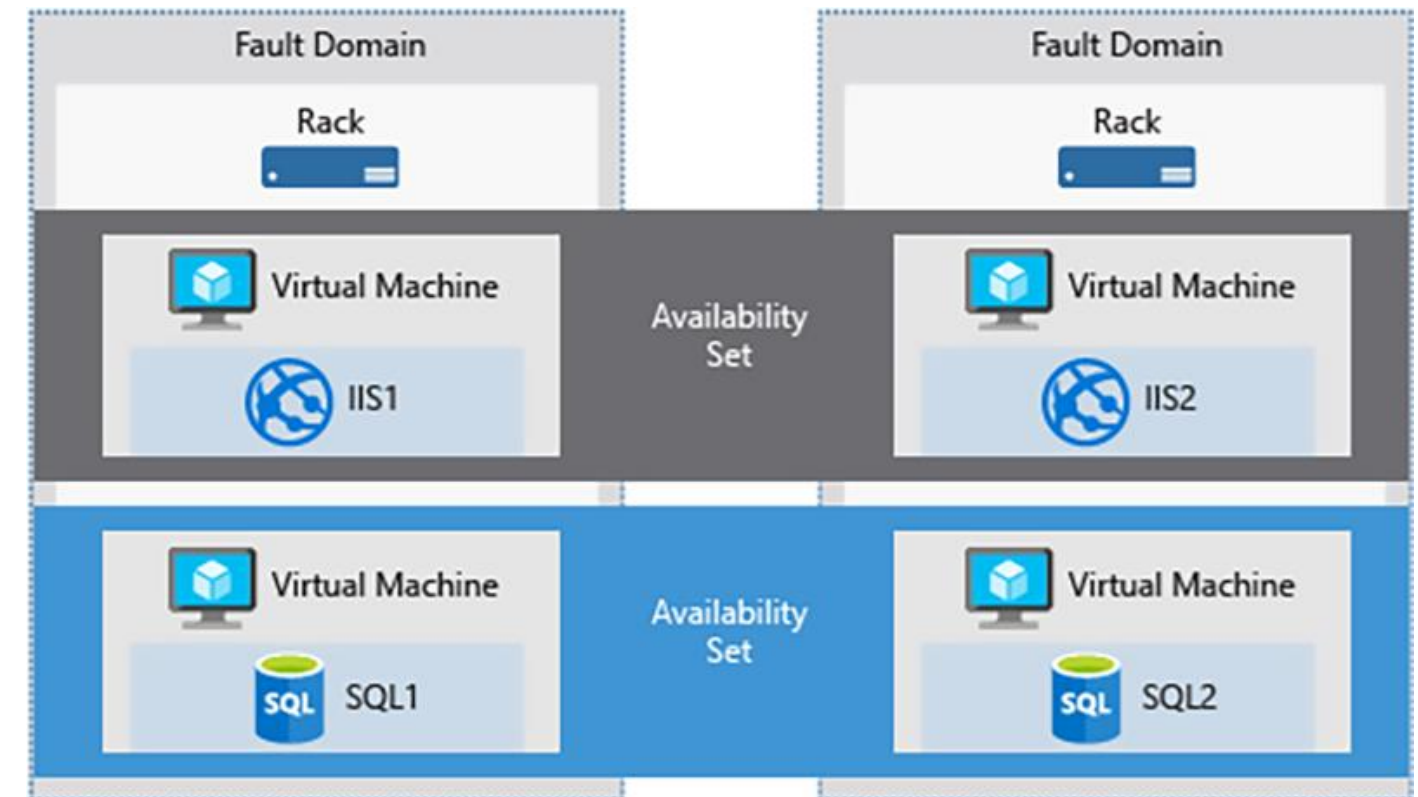 Fault Domain
Fault Domain
Rack
Rack
Virtual Machine
Availability
Set
Virtual Machine
IIS1
IIS2
Virtual Machine
Availability
Set
Virtual Machine
SQL SQL1
SQL SQL2